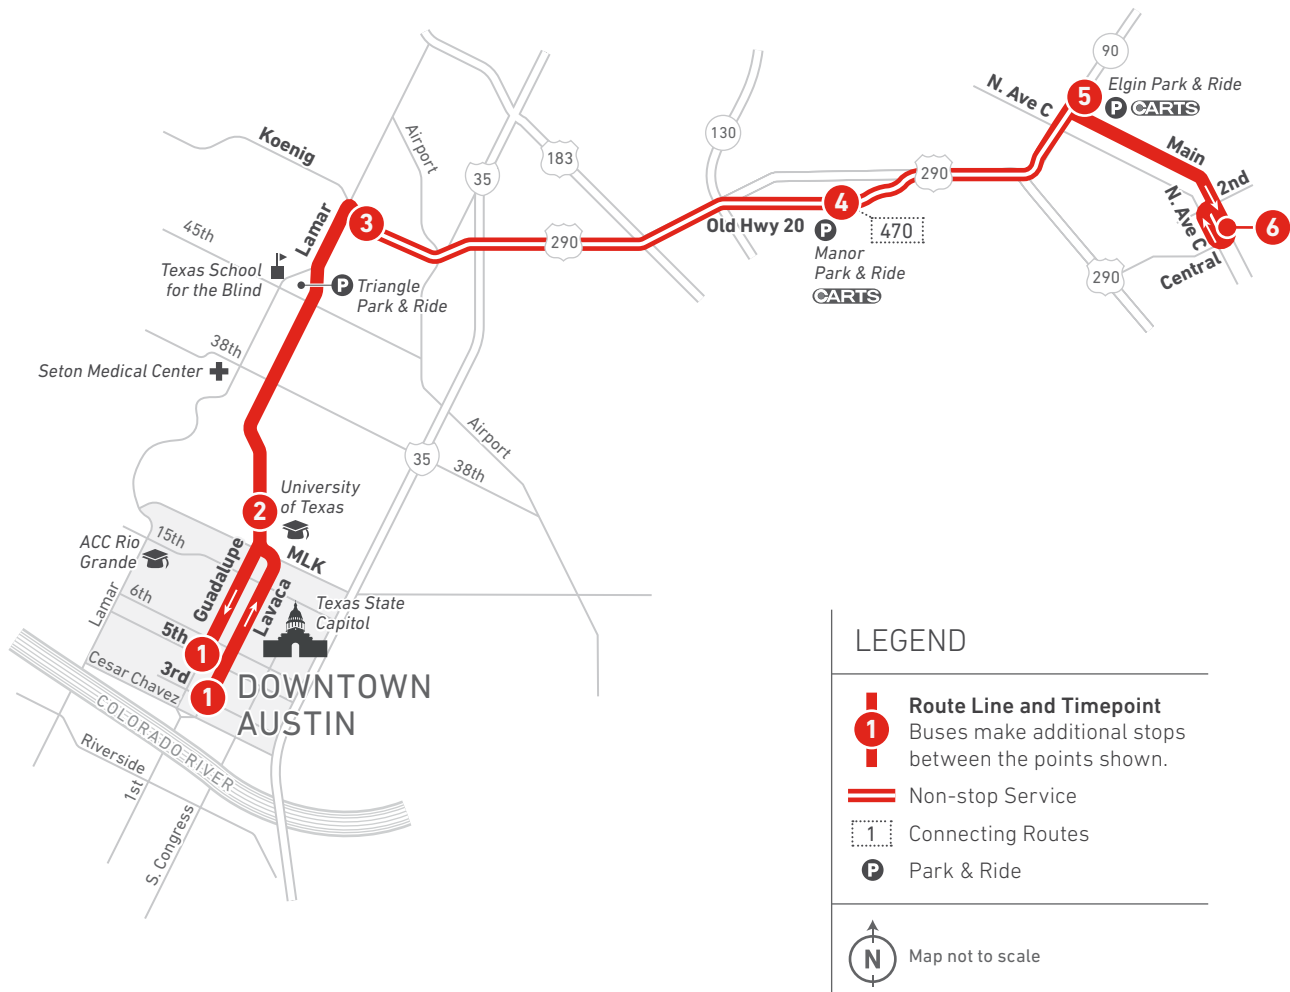 90
Elgin Park & Ride
P CARTS
5
N. Ave C
Main
2nd
N. Ave C
6
Central
290
130
183
Airport
35
Koenig
290
4
470
Old Hwy 20
P
Manor
Park & Ride
CARTS
290
3
Lamar
45th
Texas School
for the Blind
P
Triangle
Park & Ride
38th
Seton Medical Center
Airport
35
38th
University
of Texas
2
15th
ACC Rio
Grande
MLK
Guadalupe
Lavaca
6th
Lamar
Texas State
Capitol
5th
1
3rd
Cesar Chavez
1
DOWNTOWN
AUSTIN
COLORADO RIVER
Riverside
1st
S. Congress
LEGEND
Route Line and Timepoint
1
Buses make additional stops
between the points shown.
Non-stop Service
1 Connecting Routes
P Park & Ride
N Map not to scale